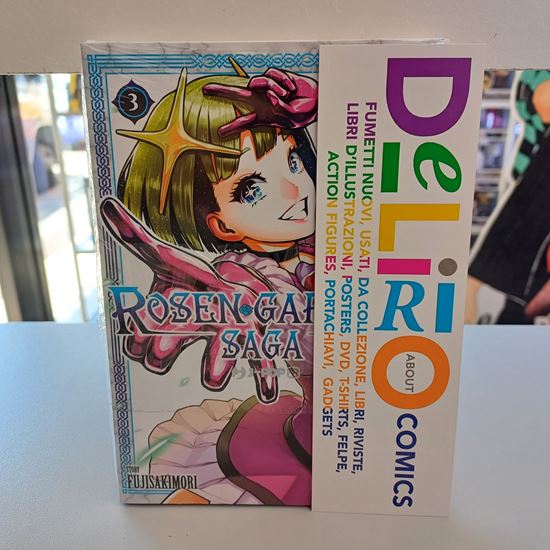 3
ROSEN GAR
SAGA
J-POP
STORY
FUJISAKIMORI
DeLiRiO
ABOUT
COMICS
FUMETTI NUOVI, USATI, DA COLLEZIONE, LIBRI, RIVISTE,
LIBRI D'ILLUSTRAZIONI, POSTERS, DVD, T-SHIRTS, FELPE,
ACTION FIGURES, PORTACHIAVI, GADGETS